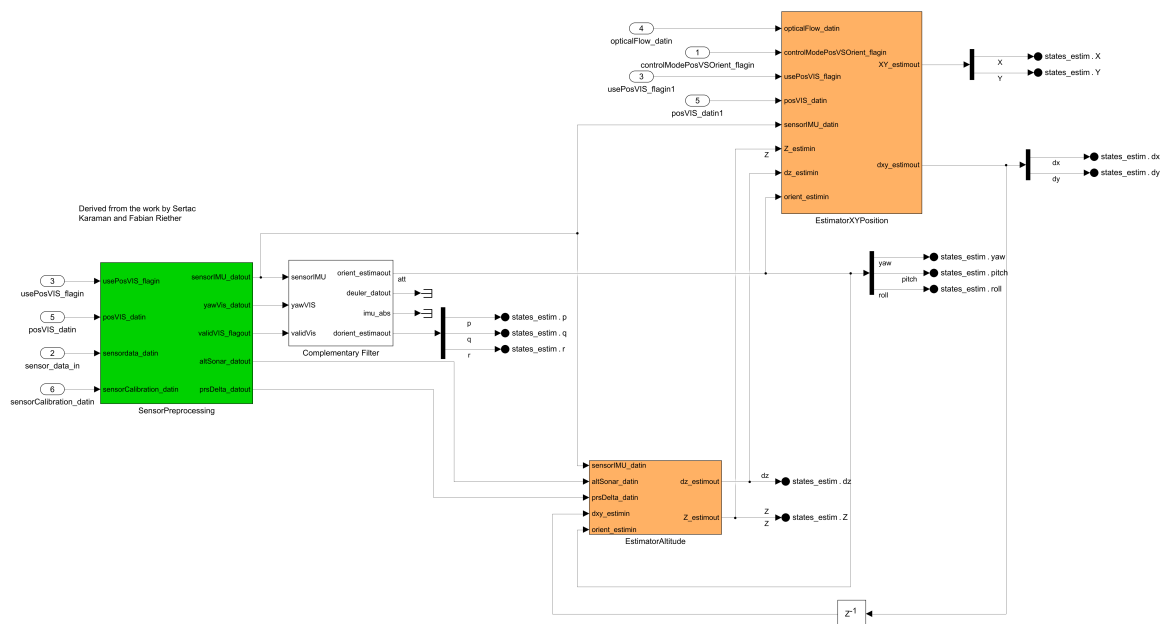 4
opticalFlow_datin
1
controlModePosVSOrient_flagin
3
usePosVIS_flagin1
5
posVIS_datin1
opticalFlow_datin
controlModePosVSOrient_flagin
usePosVIS_flagin
posVIS_datin
sensorIMU_datin
Z_estimin
dz_estimin
orient_estimin
XY_estimout
dxy_estimout
EstimatorXYPosition
Z
X
Y
states_estim . X
states_estim . Y
dx
dy
states_estim . dx
states_estim . dy
Derived frrom the work by Sertac
Karaman and Fabian Riether
3
usePosVIS_flagin
5
posVIS_datin
2
sensor_data_in
6
sensorCalibration_datin
usePosVIS_flagin
posVIS_datin
sensordata_datin
sensorCalibration_datin
sensorIMU_datout
yawVis_datout
validVIS_flagout
altSonar_datout
prsDelta_datout
SensorPreprocessing
sensorIMU
yawVIS
validVis
orient_estimaout
deuler_datout
imu_abs
dorient_estimaout
Complementary Filter
att
p
q
r
states_estim . p
states_estim . q
states_estim . r
yaw
pitch
roll
states_estim . yaw
states_estim . pitch
states_estim . roll
sensorIMU_datin
altSonar_datin
prsDelta_datin
dxy_estimin
orient_estimin
dz_estimout
Z_estimout
EstimatorAltitude
dz
states_estim . dz
Z
Z
states_estim . Z
Z-1